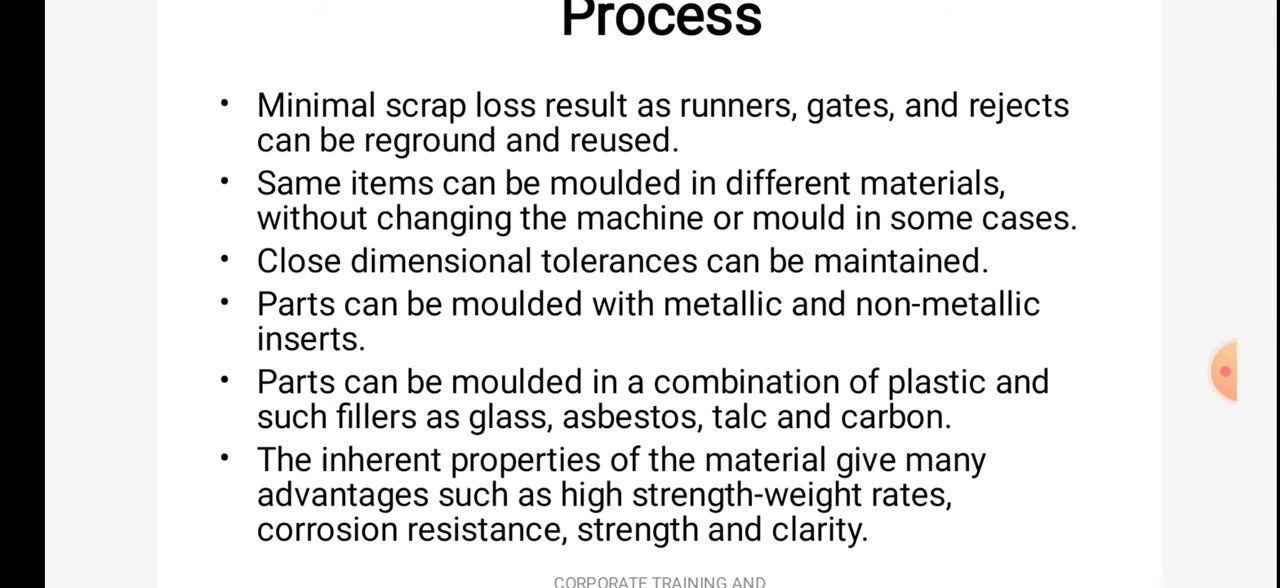 Process
• Minimal scrap loss result as runners, gates, and rejects
can be reground and reused.
• Same items can be moulded in different materials,
without changing the machine or mould in some cases.
• Close dimensional tolerances can be maintained.
• Parts can be moulded with metallic and non-metallic
inserts.
• Parts can be moulded in a combination of plastic and
such fillers as glass, asbestos, talc and carbon.
• The inherent properties of the material give many
advantages such as high strength-weight rates,
corrosion resistance, strength and clarity.
CORPORATE TRAINING AND